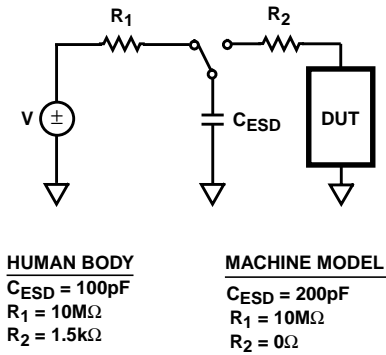 R1
R2
V
±
CESD
DUT
HUMAN BODY
CESD = 100pF
R1 = 10MΩ
R2 = 1.5kΩ
MACHINE MODEL
CESD = 200pF
R1 = 10MΩ
R2 = 0Ω